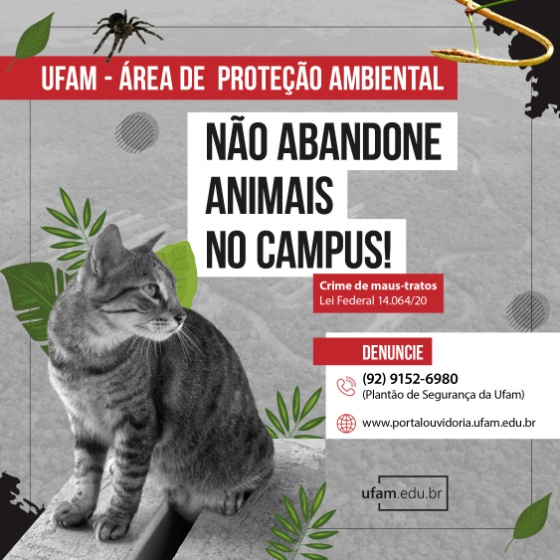 UFAM - ÁREA DE PROTEÇÃO AMBIENTAL
NÃO ABANDONE
ANIMAIS
NO CAMPUS!
Crime de maus-tratos
Lei Federal 14.064/20
DENUNCIE
(92) 9152-6980
(Plantão de Segurança da Ufam)
www.portalouvidoria.ufam.edu.br
ufam.edu.br